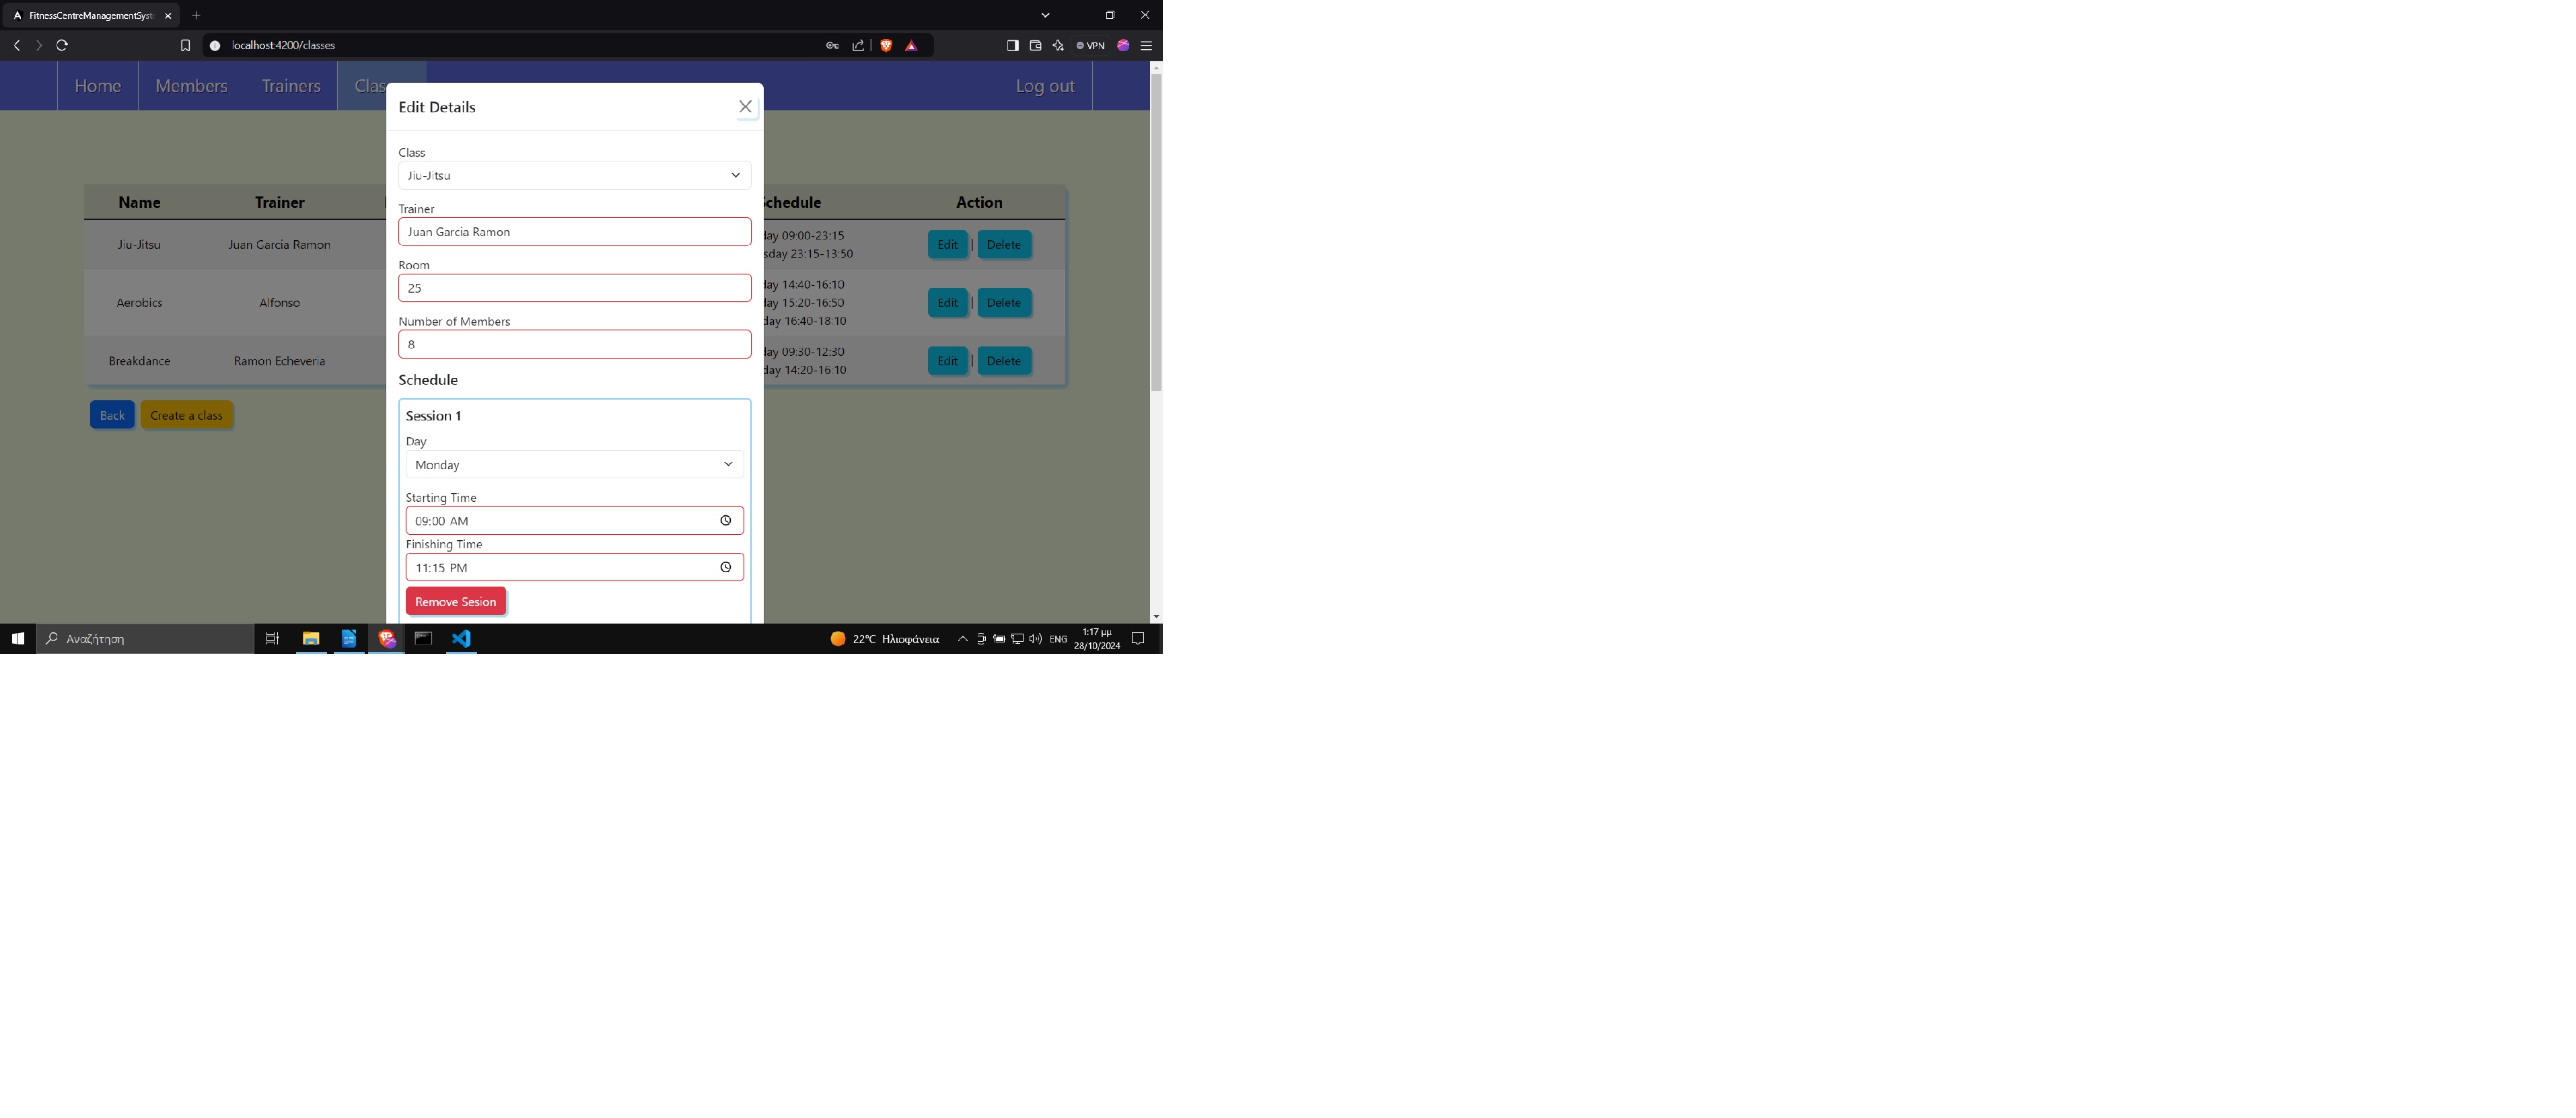 FitnessCentreManagementSyst
localhost:4200/classes
VPN
Home
Members
Trainers
Clas
Log out
Edit Details
Class
Jiu-Jitsu
Trainer
Juan Garcia Ramon
Room
25
Number of Members
8
Schedule
Session 1
Day
Monday
Starting Time
09:00 AM
Finishing Time
11:15 PM
Remove Sesion
Name Trainer chedule Action
Jiu-Jitsu Juan Garcia Ramon day 09:00-23:15
sday 23:15-13:50 Edit | Delete
Aerobics Alfonso day 14:40-16:10
day 15:20-16:50 Edit | Delete
day 16:40-18:10
Breakdance Ramon Echeveria day 09:30-12:30
day 14:20-16:10 Edit | Delete
Back Create a class
Αναζήτηση
22°C Ηλιοφάνεια
ENG
1:17 μμ
28/10/2024